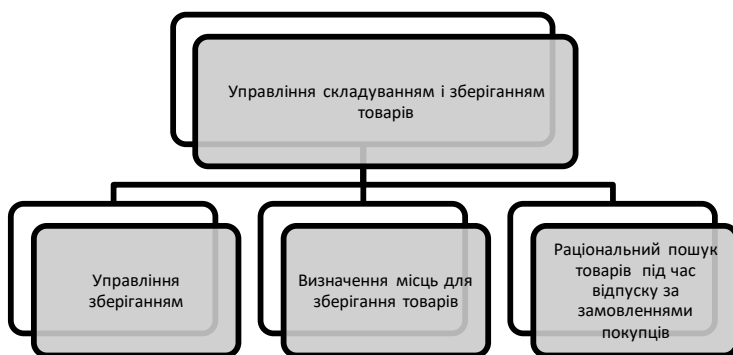 Управління складуванням і зберіганням
товарів
Управління
зберіганням
Визначення місць для
зберігання товарів
Раціональний пошук
товарів під час
відпуску за
замовленнями
покупців